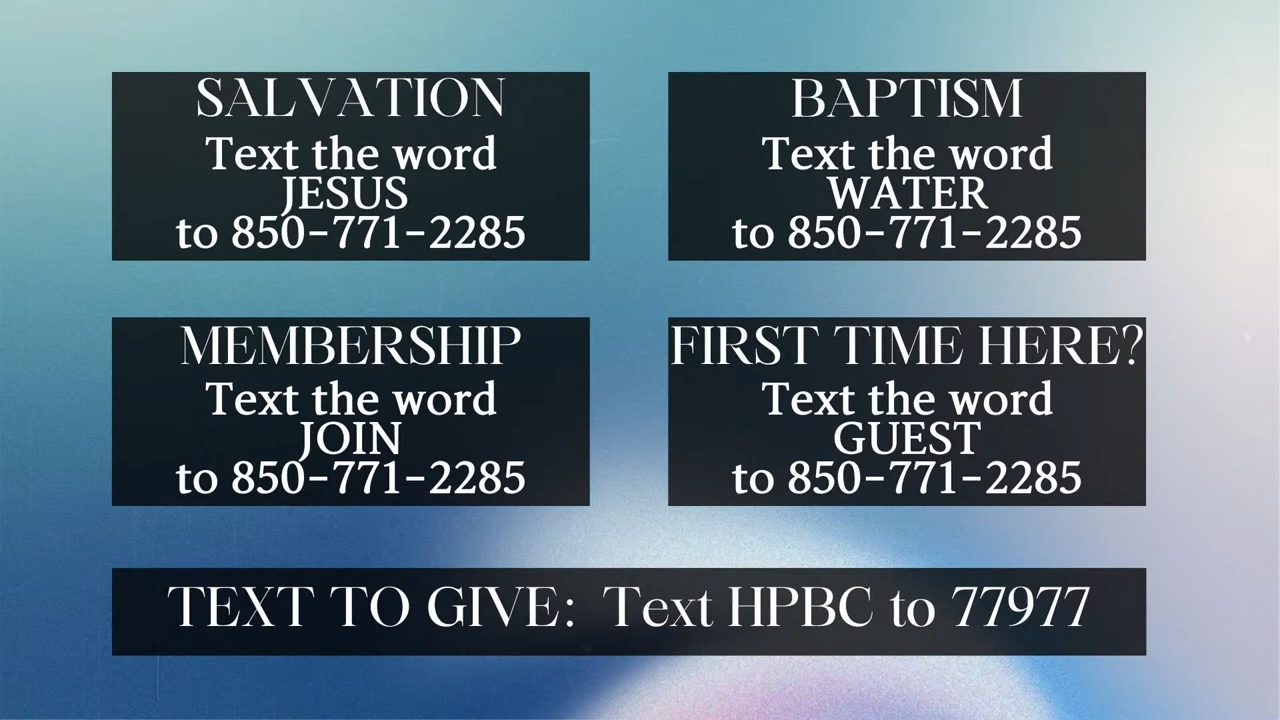 SALVATION
Text the word
JESUS
to 850-771-2285
BAPTISM
Text the word
WATER
to 850-771-2285
MEMBERSHIP
Text the word
JOIN
to 850-771-2285
FIRST TIME HERE?
Text the word
GUEST
to 850-771-2285
TEXT TO GIVE: Text HPBC to 77977